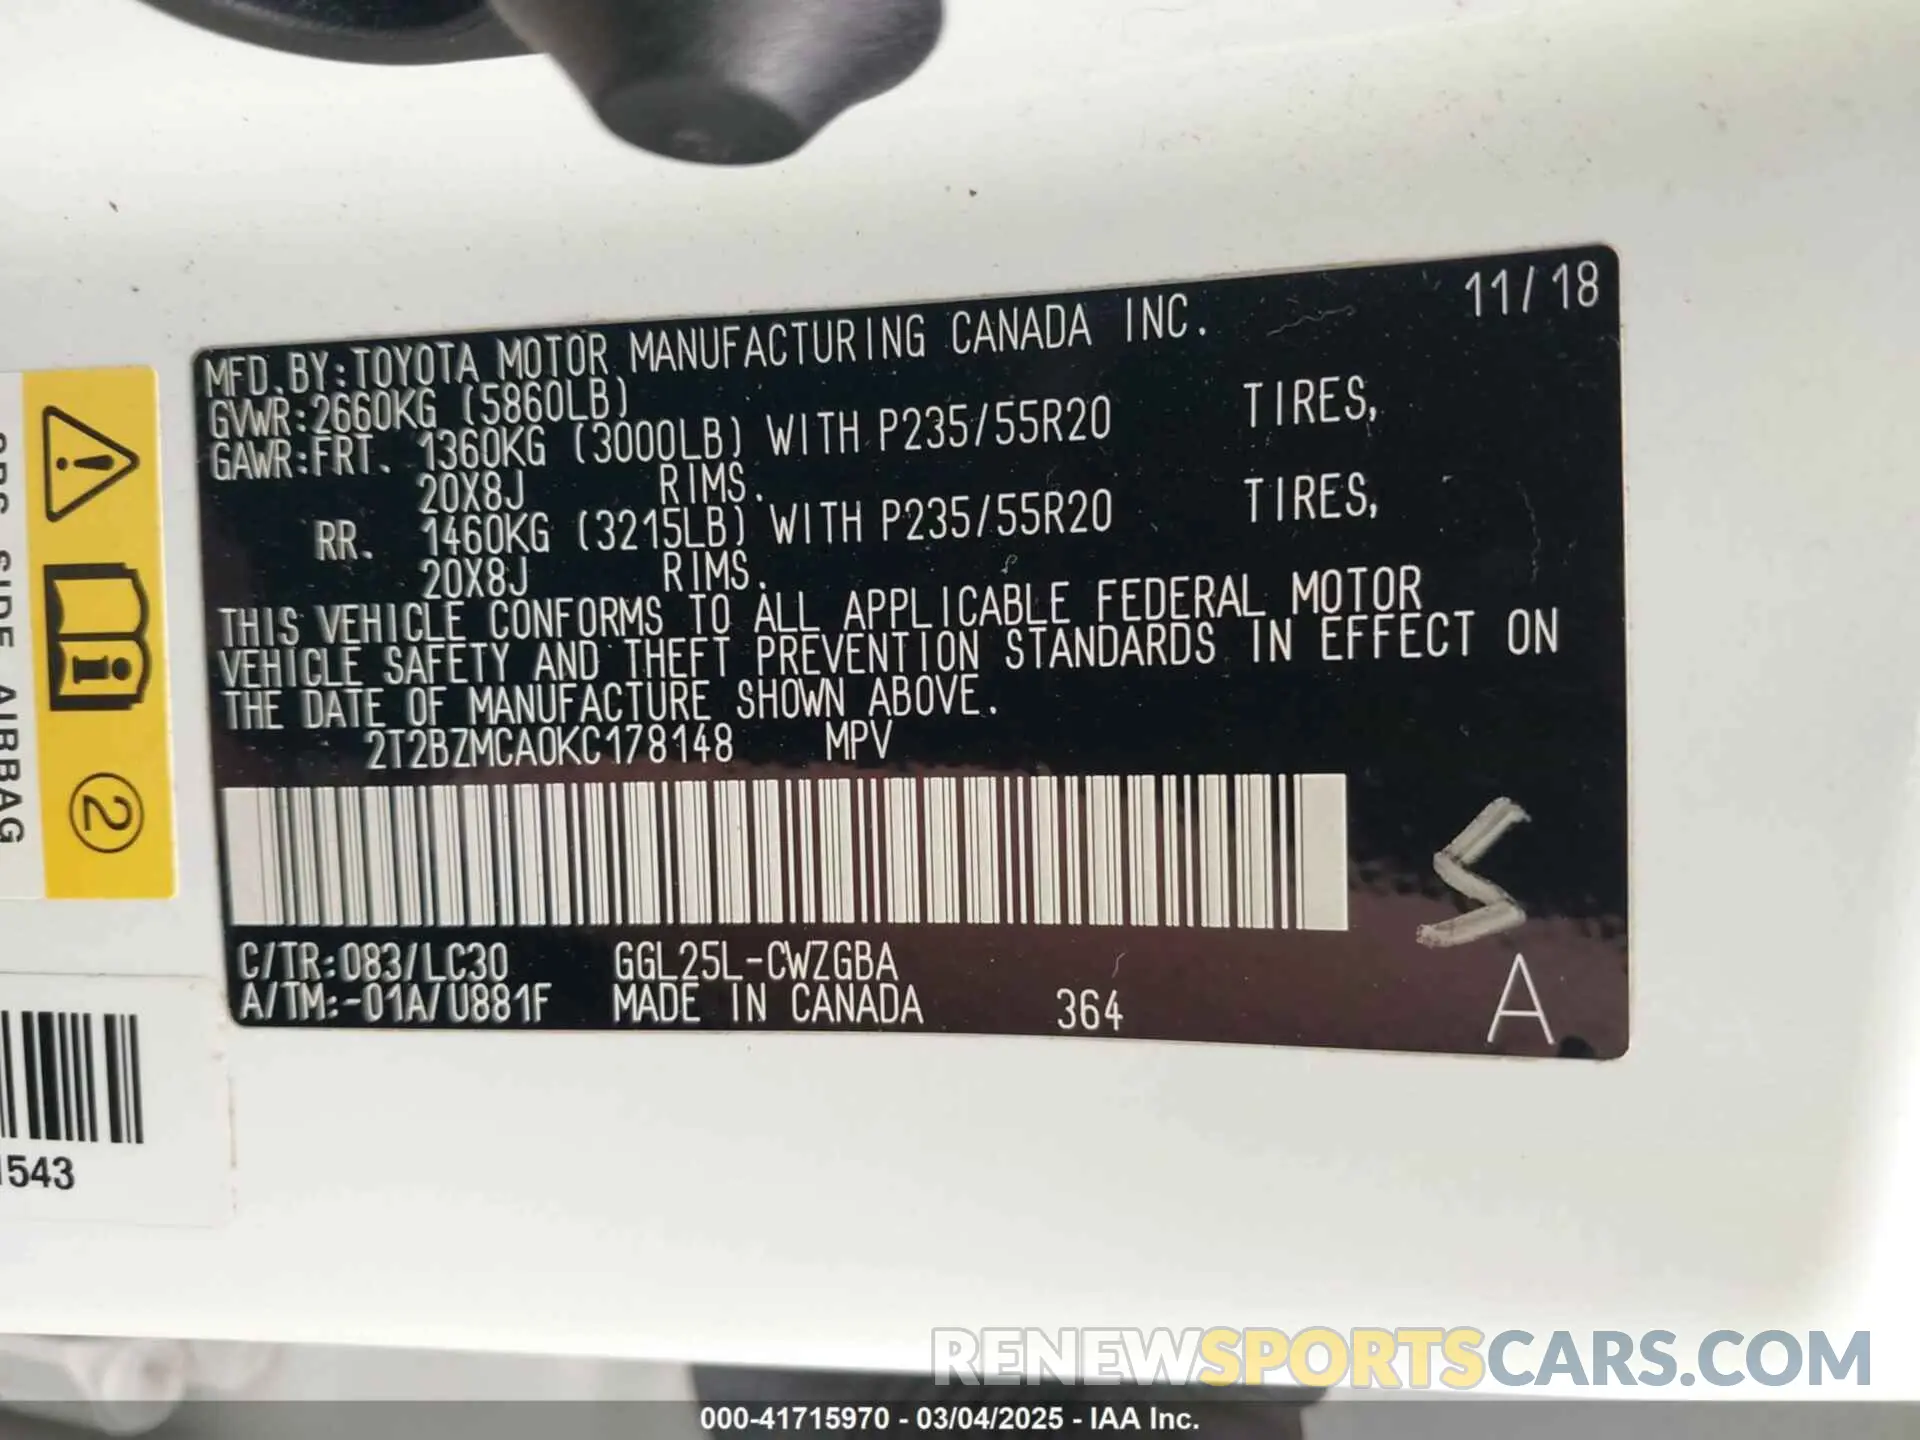 MFD.BY:TOYOTA MOTOR MANUFACTURING CANADA INC. 11/18
GVWR:2660KG (5860LB)
GAWR:FRT. 1360KG (3000LB) WITH P235/55R20 TIRES,
20X8J RIMS.
RR. 1460KG (3215LB) WITH P235/55R20 TIRES,
20X8J RIMS.
THIS VEHICLE CONFORMS TO ALL APPLICABLE FEDERAL MOTOR
VEHICLE SAFETY AND THEFT PREVENTION STANDARDS IN EFFECT ON
THE DATE OF MANUFACTURE SHOWN ABOVE.
2T2BZMCA0KC178148 MPV
C/TR:083/LC30 GGL25L-CWZGBA
A/TM:-01A/U881F MADE IN CANADA 364 A
SIDE AIRBAG
2
1543
RENEWSPORTSCARS.COM
000-41715970 - 03/04/2025 - IAA Inc.